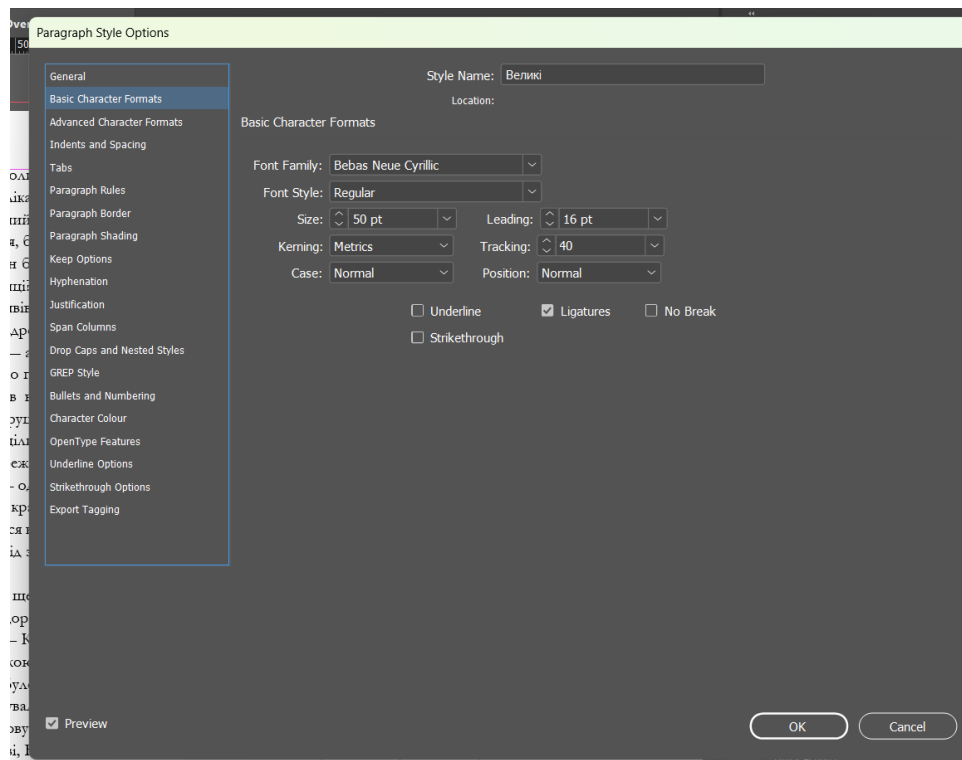 50
Paragraph Style Options
General
Basic Character Formats
Advanced Character Formats
Indents and Spacing
Tabs
Paragraph Rules
Paragraph Border
Paragraph Shading
Keep Options
Hyphenation
Justification
Span Columns
Drop Caps and Nested Styles
GREP Style
Bullets and Numbering
Character Colour
OpenType Features
Underline Options
Strikethrough Options
Export Tagging
Style Name: Великі
Location:
Basic Character Formats
Font Family: Bebas Neue Cyrillic
Font Style: Regular
Size: 50 pt Leading: 16 pt
Kerning: Metrics Tracking: 40
Case: Normal Position: Normal
Underline Ligatures No Break
Strikethrough
Preview
OK Cancel